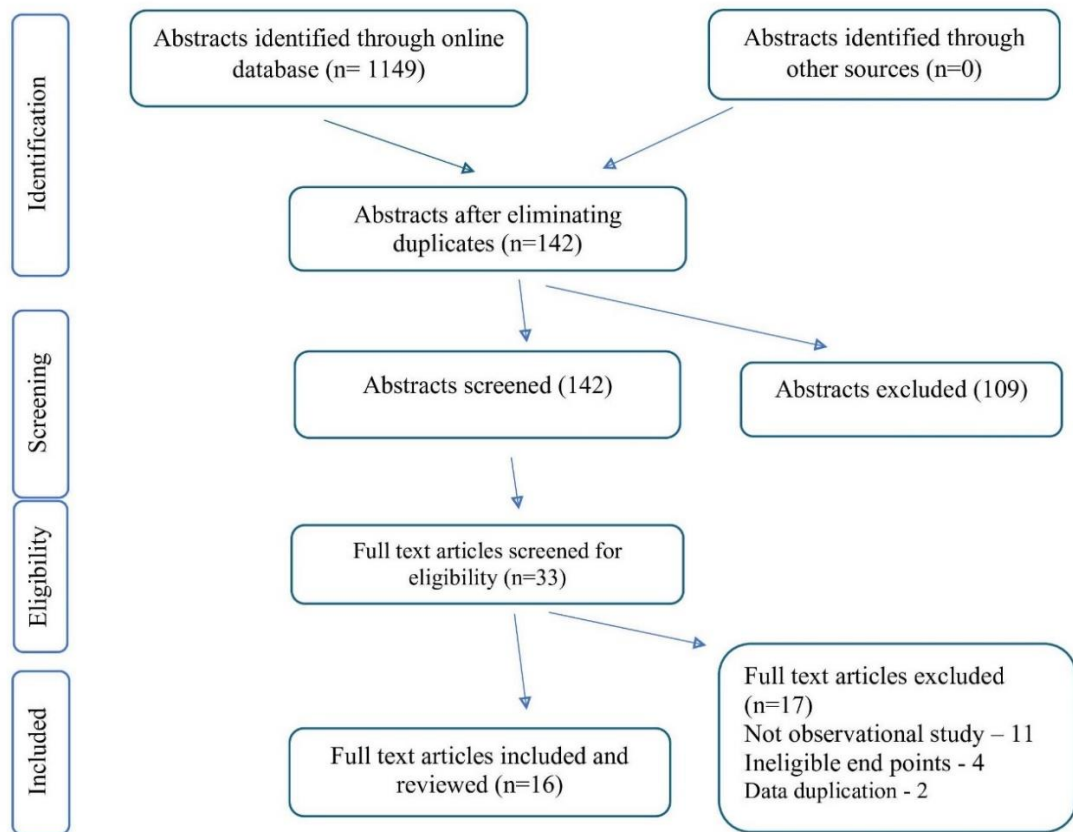 Identification
Abstracts identified through online
database (n= 1149)
Abstracts identified through
other sources (n=0)
Abstracts after eliminating
duplicates (n=142)
Screening
Abstracts screened (142)
Abstracts excluded (109)
Eligibility
Full text articles screened for
eligibility (n=33)
Included
Full text articles included and
reviewed (n=16)
Full text articles excluded
(n=17)
Not observational study – 11
Ineligible end points - 4
Data duplication - 2